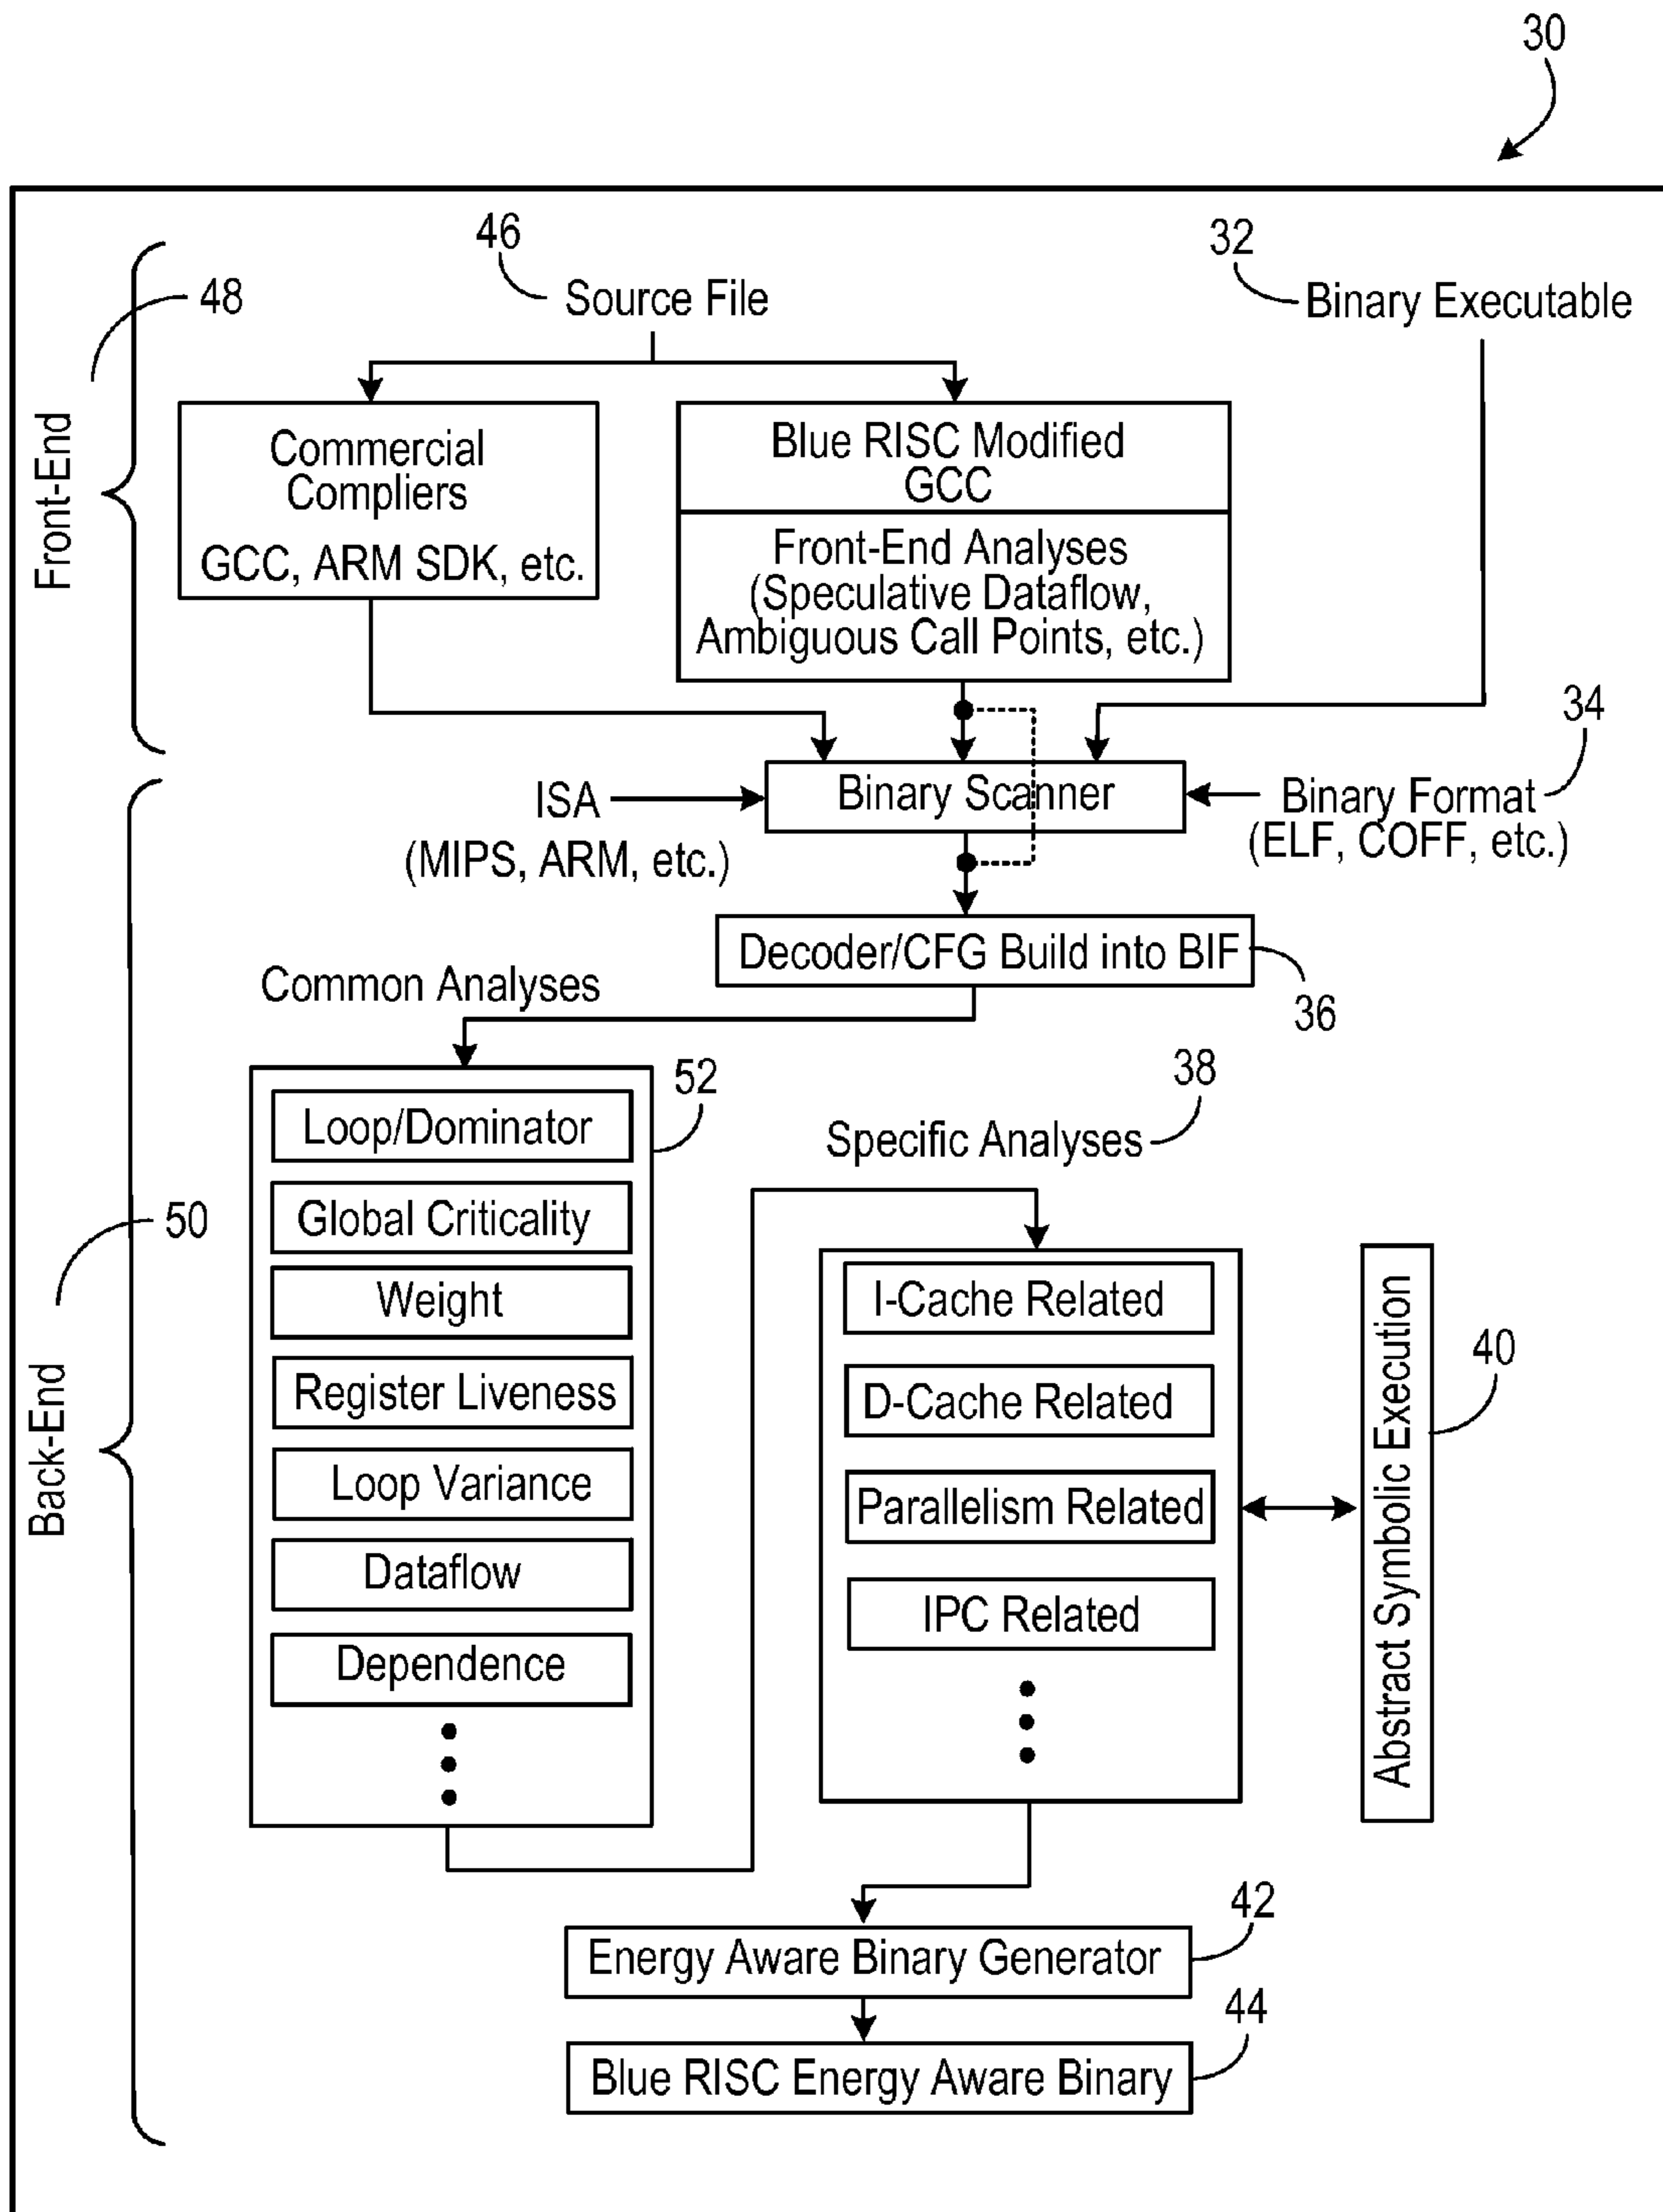 30
46
32
48
Source File
Binary Executable
Front-End
Commercial
Compliers
GCC, ARM SDK, etc.
Blue RISC Modified
GCC
Front-End Analyses
(Speculative Dataflow,
Ambiguous Call Points, etc.)
34
ISA
(MIPS, ARM, etc.)
Binary Scanner
Binary Format
(ELF, COFF, etc.)
Decoder/CFG Build into BIF
36
Common Analyses
52
38
Specific Analyses
50
Back-End
Loop/Dominator
Global Criticality
Weight
Register Liveness
Loop Variance
Dataflow
Dependence
I-Cache Related
D-Cache Related
Parallelism Related
IPC Related
Abstract Symbolic Execution
40
42
Energy Aware Binary Generator
44
Blue RISC Energy Aware Binary